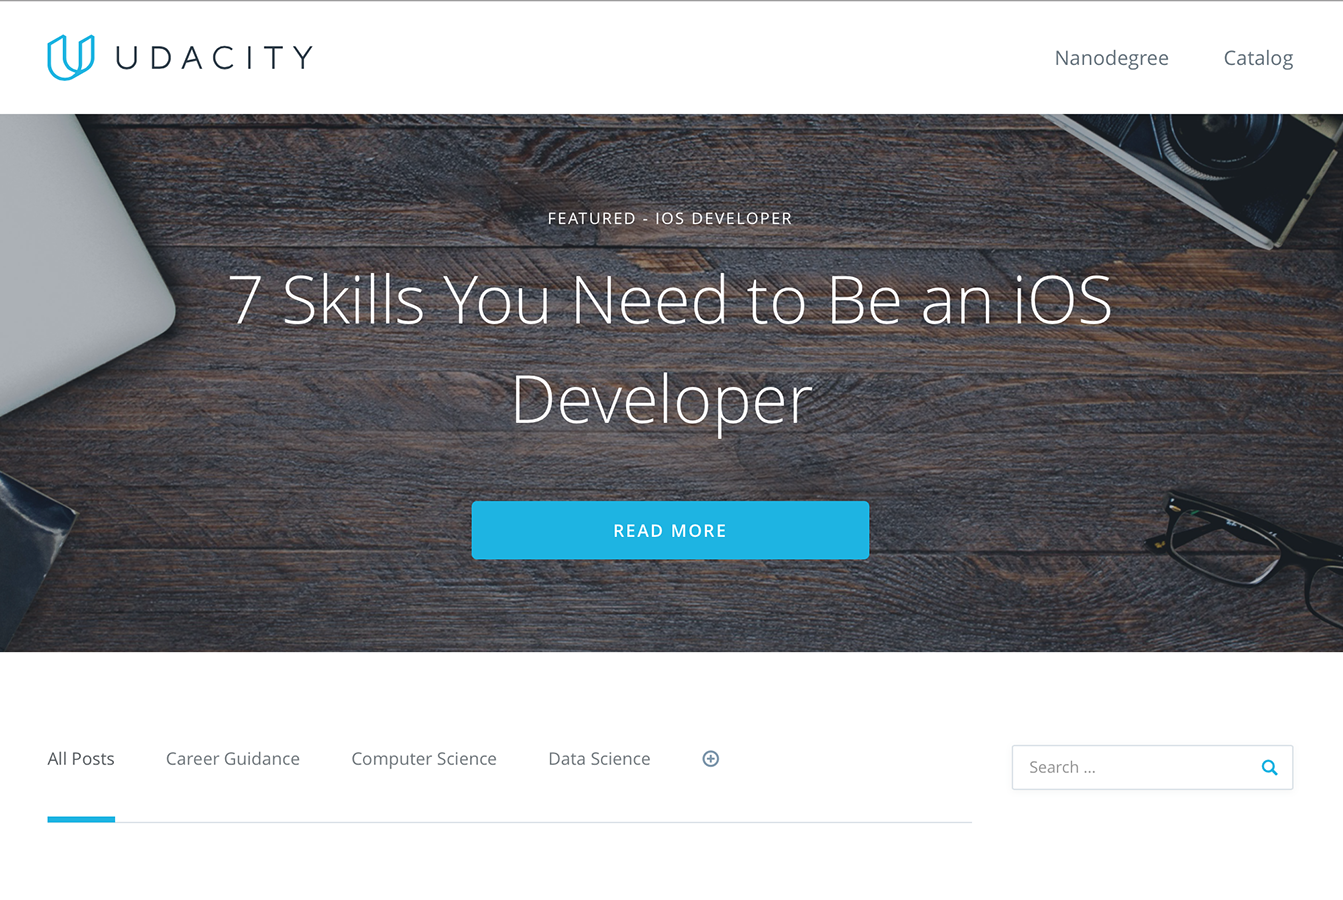 UDACITY
Nanodegree
Catalog
FEATURED - IOS DEVELOPER
7 Skills You Need to Be an iOS
Developer
READ MORE
All Posts
Career Guidance
Computer Science
Data Science
Search ...